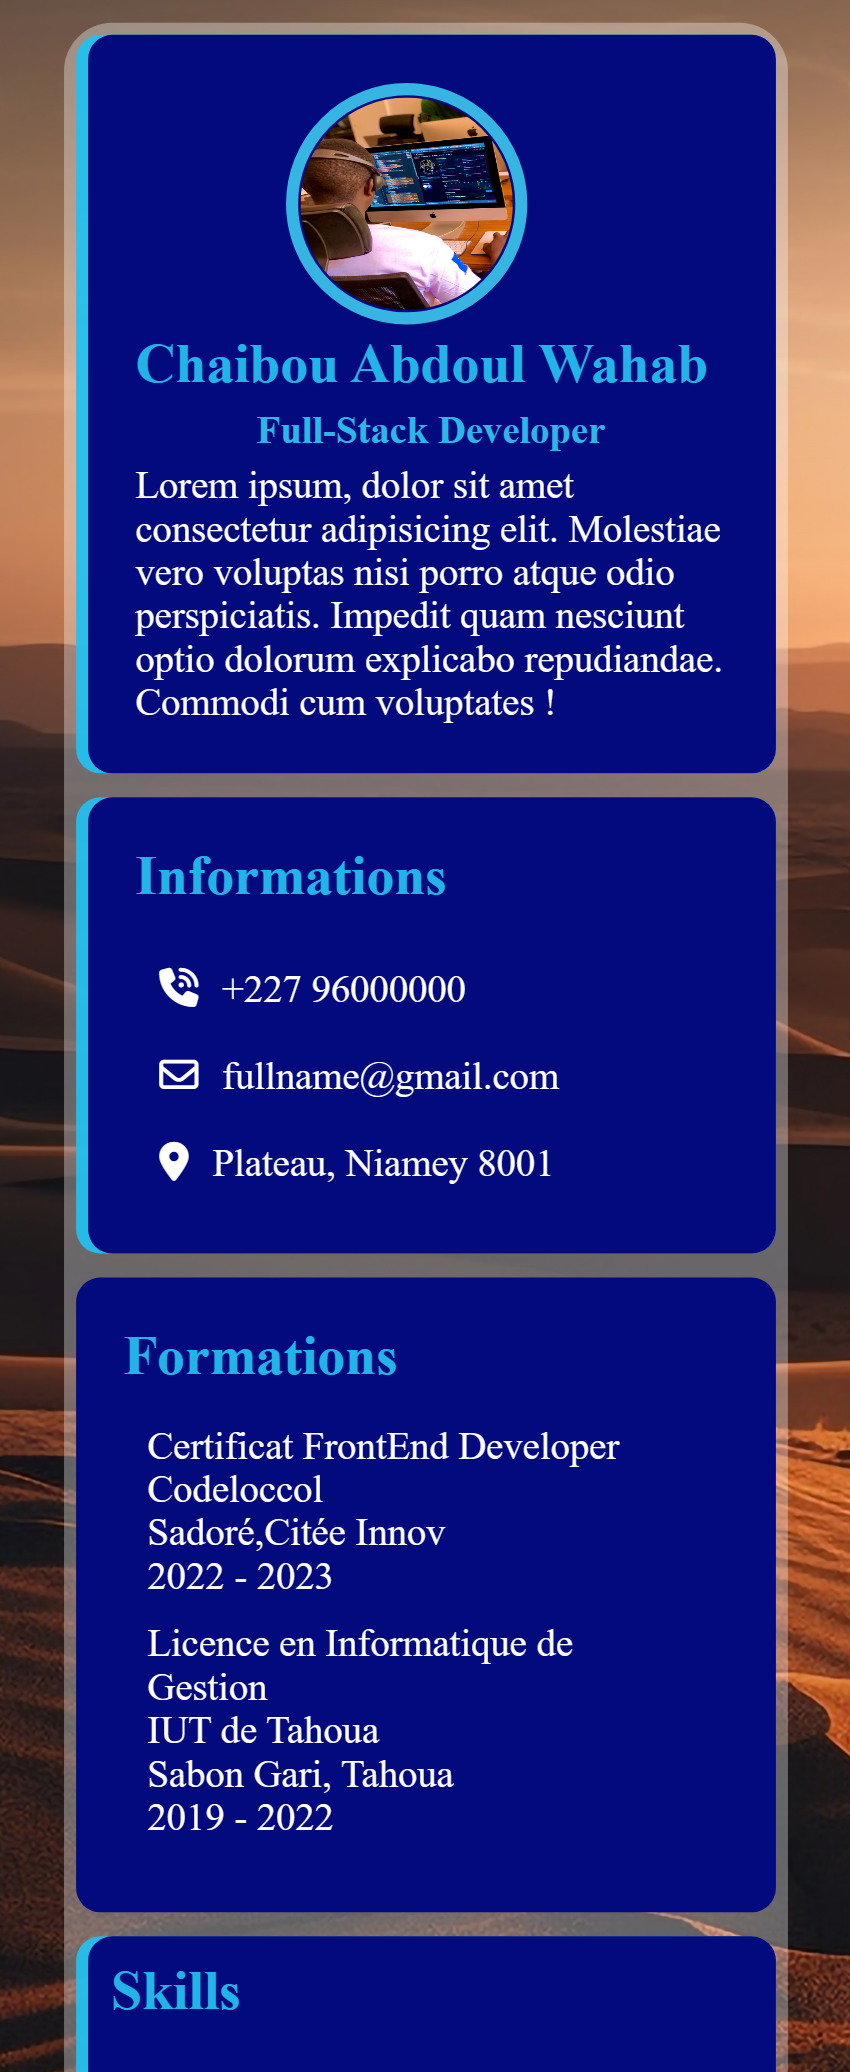 Chaibou Abdoul Wahab
Full-Stack Developer
Lorem ipsum, dolor sit amet
consectetur adipisicing elit. Molestiae
vero voluptas nisi porro atque odio
perspiciatis. Impedit quam nesciunt
optio dolorum explicabo repudiandae.
Commodi cum voluptates !
Informations
+227 96000000
fullname@gmail.com
Plateau, Niamey 8001
Formations
Certificat FrontEnd Developer
Codeloccol
Sadoré,Citée Innov
2022 - 2023
Licence en Informatique de
Gestion
IUT de Tahoua
Sabon Gari, Tahoua
2019 - 2022
Skills